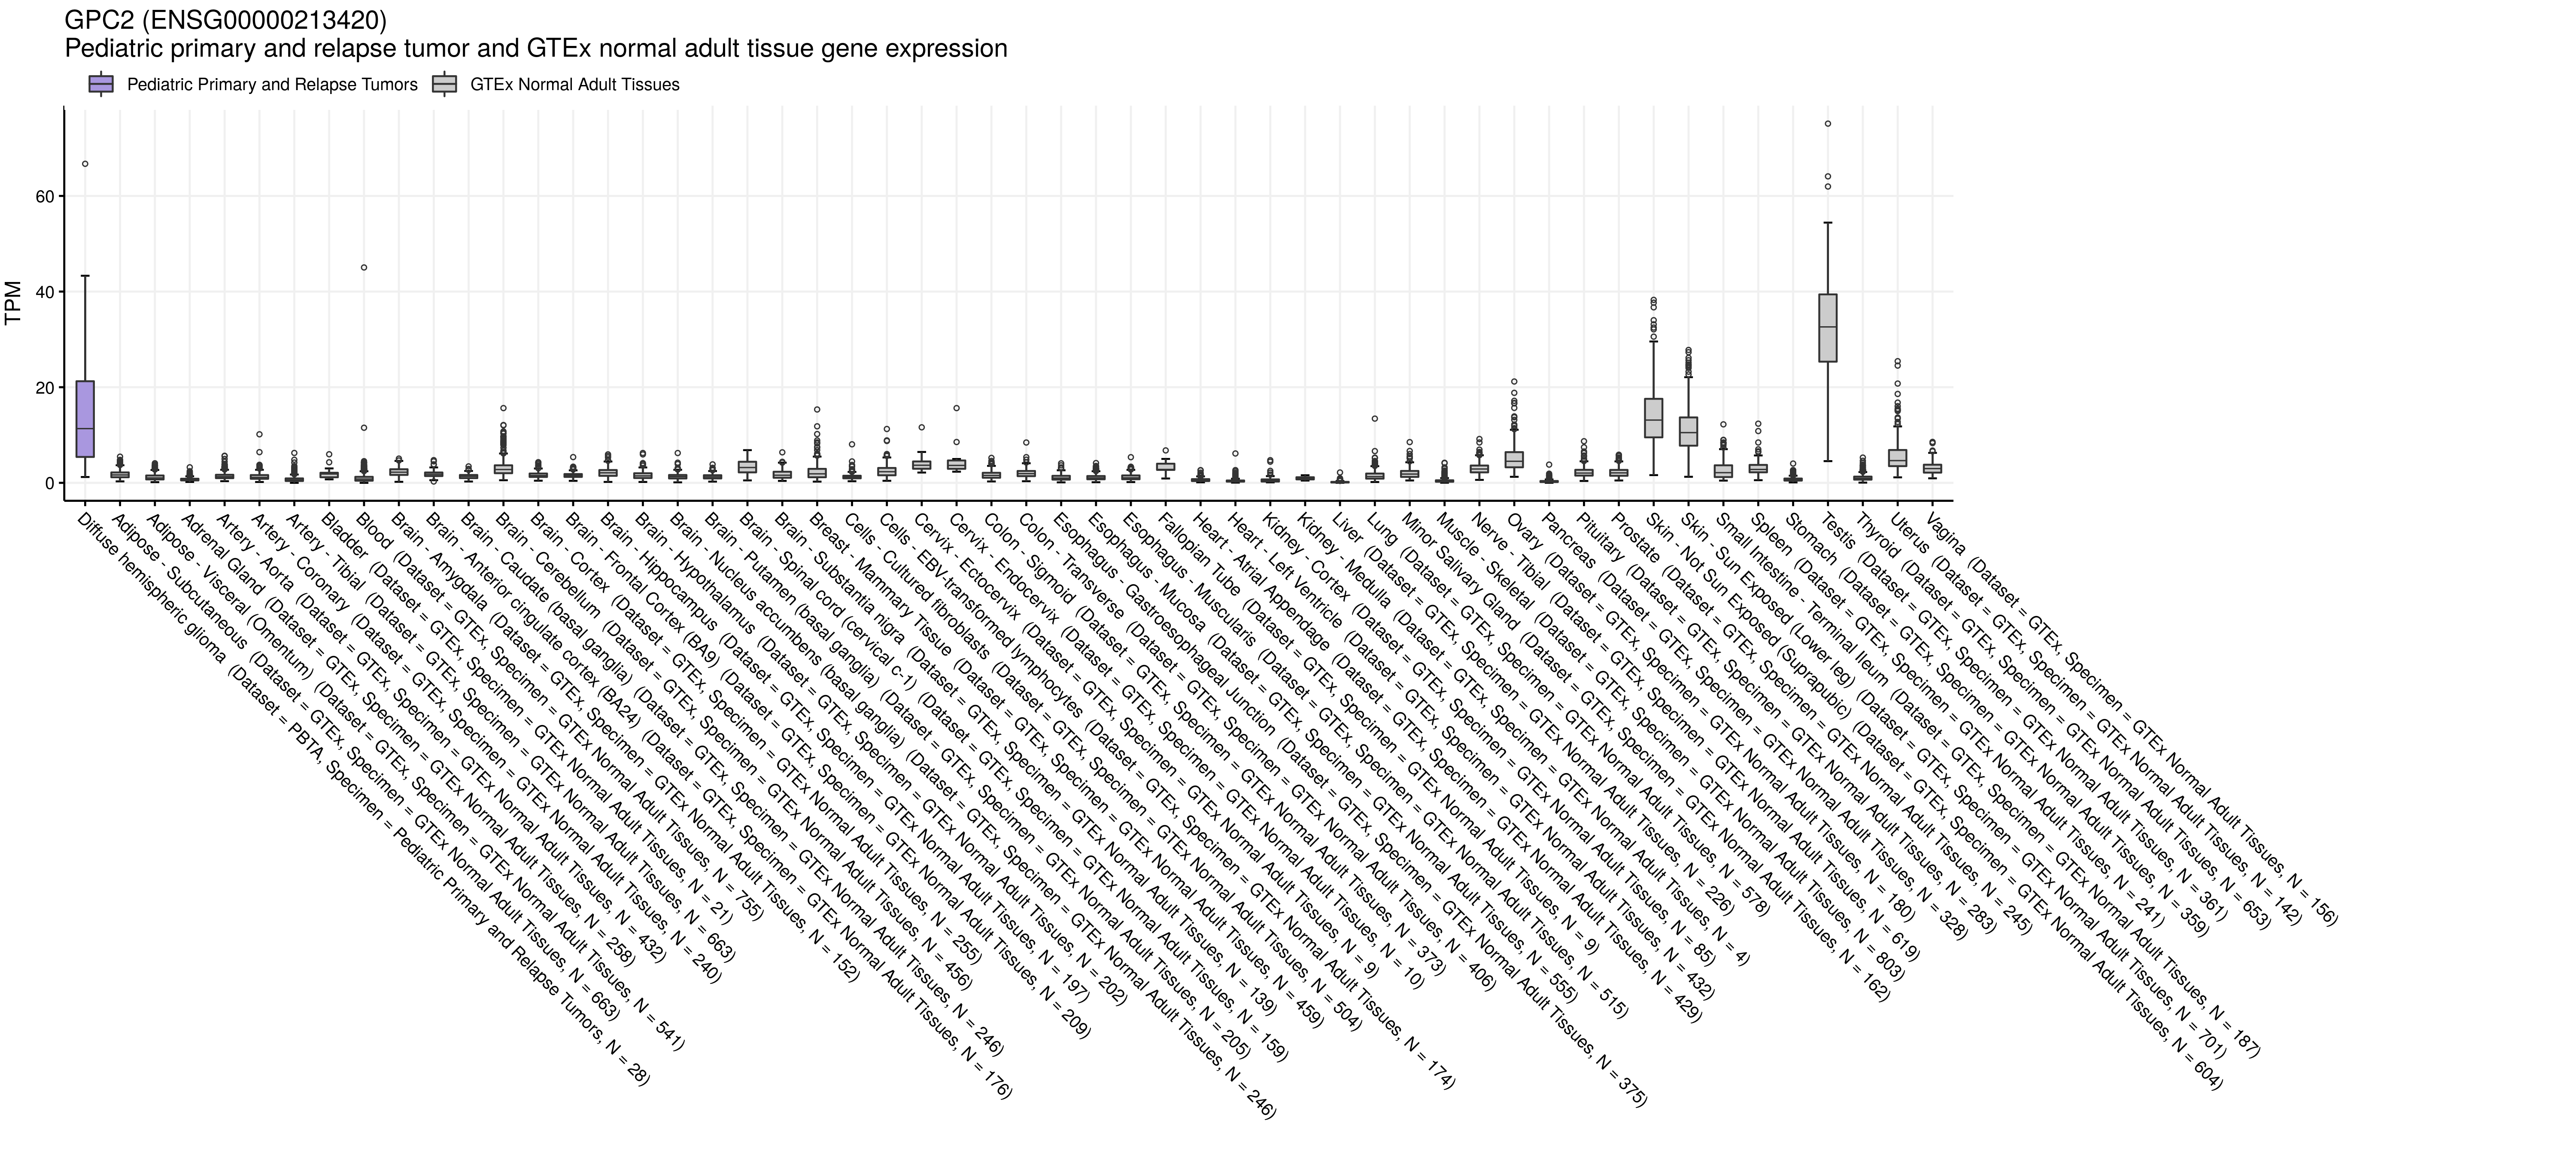 GPC2 (ENSG00000213420)
Pediatric primary and relapse tumor and GTEx normal adult tissue gene expression
Pediatric Primary and Relapse Tumors
GTEx Normal Adult Tissues
TPM
60
40
20
0
Diffuse hemispheric glioma (Dataset = PBTA, Specimen = Pediatric Primary and Relapse Tumors, N = 28)
Adipose - Subcutaneous (Dataset = GTEx, Specimen = GTEx Normal Adult Tissues, N = 663)
Adipose - Visceral (Omentum) (Dataset = GTEx, Specimen = GTEx Normal Adult Tissues, N = 541)
Adrenal Gland (Dataset = GTEx, Specimen = GTEx Normal Adult Tissues, N = 258)
Artery - Aorta (Dataset = GTEx, Specimen = GTEx Normal Adult Tissues, N = 432)
Artery - Coronary (Dataset = GTEx, Specimen = GTEx Normal Adult Tissues, N = 240)
Artery - Tibial (Dataset = GTEx, Specimen = GTEx Normal Adult Tissues, N = 663)
Bladder (Dataset = GTEx, Specimen = GTEx Normal Adult Tissues, N = 21)
Blood (Dataset = GTEx, Specimen = GTEx Normal Adult Tissues, N = 755)
Brain - Amygdala (Dataset = GTEx, Specimen = GTEx Normal Adult Tissues, N = 152)
Brain - Anterior cingulate cortex (BA24) (Dataset = GTEx, Specimen = GTEx Normal Adult Tissues, N = 176)
Brain - Caudate (basal ganglia) (Dataset = GTEx, Specimen = GTEx Normal Adult Tissues, N = 246)
Brain - Cerebellum (Dataset = GTEx, Specimen = GTEx Normal Adult Tissues, N = 456)
Brain - Cortex (Dataset = GTEx, Specimen = GTEx Normal Adult Tissues, N = 255)
Brain - Frontal Cortex (BA9) (Dataset = GTEx, Specimen = GTEx Normal Adult Tissues, N = 209)
Brain - Hippocampus (Dataset = GTEx, Specimen = GTEx Normal Adult Tissues, N = 197)
Brain - Hypothalamus (Dataset = GTEx, Specimen = GTEx Normal Adult Tissues, N = 202)
Brain - Nucleus accumbens (basal ganglia) (Dataset = GTEx, Specimen = GTEx Normal Adult Tissues, N = 246)
Brain - Putamen (basal ganglia) (Dataset = GTEx, Specimen = GTEx Normal Adult Tissues, N = 205)
Brain - Spinal cord (cervical c-1) (Dataset = GTEx, Specimen = GTEx Normal Adult Tissues, N = 159)
Brain - Substantia nigra (Dataset = GTEx, Specimen = GTEx Normal Adult Tissues, N = 139)
Breast - Mammary Tissue (Dataset = GTEx, Specimen = GTEx Normal Adult Tissues, N = 459)
Cells - Cultured fibroblasts (Dataset = GTEx, Specimen = GTEx Normal Adult Tissues, N = 504)
Cells - EBV-transformed lymphocytes (Dataset = GTEx, Specimen = GTEx Normal Adult Tissues, N = 174)
Cervix - Ectocervix (Dataset = GTEx, Specimen = GTEx Normal Adult Tissues, N = 9)
Cervix - Endocervix (Dataset = GTEx, Specimen = GTEx Normal Adult Tissues, N = 10)
Colon - Sigmoid (Dataset = GTEx, Specimen = GTEx Normal Adult Tissues, N = 373)
Colon - Transverse (Dataset = GTEx, Specimen = GTEx Normal Adult Tissues, N = 406)
Esophagus - Gastroesophageal Junction (Dataset = GTEx, Specimen = GTEx Normal Adult Tissues, N = 375)
Esophagus - Mucosa (Dataset = GTEx, Specimen = GTEx Normal Adult Tissues, N = 555)
Esophagus - Muscularis (Dataset = GTEx, Specimen = GTEx Normal Adult Tissues, N = 515)
Fallopian Tube (Dataset = GTEx, Specimen = GTEx Normal Adult Tissues, N = 9)
Heart - Atrial Appendage (Dataset = GTEx, Specimen = GTEx Normal Adult Tissues, N = 429)
Heart - Left Ventricle (Dataset = GTEx, Specimen = GTEx Normal Adult Tissues, N = 432)
Kidney - Cortex (Dataset = GTEx, Specimen = GTEx Normal Adult Tissues, N = 85)
Kidney - Medulla (Dataset = GTEx, Specimen = GTEx Normal Adult Tissues, N = 4)
Liver (Dataset = GTEx, Specimen = GTEx Normal Adult Tissues, N = 226)
Lung (Dataset = GTEx, Specimen = GTEx Normal Adult Tissues, N = 578)
Minor Salivary Gland (Dataset = GTEx, Specimen = GTEx Normal Adult Tissues, N = 162)
Muscle - Skeletal (Dataset = GTEx, Specimen = GTEx Normal Adult Tissues, N = 803)
Nerve - Tibial (Dataset = GTEx, Specimen = GTEx Normal Adult Tissues, N = 619)
Ovary (Dataset = GTEx, Specimen = GTEx Normal Adult Tissues, N = 180)
Pancreas (Dataset = GTEx, Specimen = GTEx Normal Adult Tissues, N = 328)
Pituitary (Dataset = GTEx, Specimen = GTEx Normal Adult Tissues, N = 283)
Prostate (Dataset = GTEx, Specimen = GTEx Normal Adult Tissues, N = 245)
Skin - Not Sun Exposed (Suprapubic) (Dataset = GTEx, Specimen = GTEx Normal Adult Tissues, N = 604)
Skin - Sun Exposed (Lower leg) (Dataset = GTEx, Specimen = GTEx Normal Adult Tissues, N = 701)
Small Intestine - Terminal Ileum (Dataset = GTEx, Specimen = GTEx Normal Adult Tissues, N = 187)
Spleen (Dataset = GTEx, Specimen = GTEx Normal Adult Tissues, N = 241)
Stomach (Dataset = GTEx, Specimen = GTEx Normal Adult Tissues, N = 359)
Testis (Dataset = GTEx, Specimen = GTEx Normal Adult Tissues, N = 361)
Thyroid (Dataset = GTEx, Specimen = GTEx Normal Adult Tissues, N = 653)
Uterus (Dataset = GTEx, Specimen = GTEx Normal Adult Tissues, N = 142)
Vagina (Dataset = GTEx, Specimen = GTEx Normal Adult Tissues, N = 156)